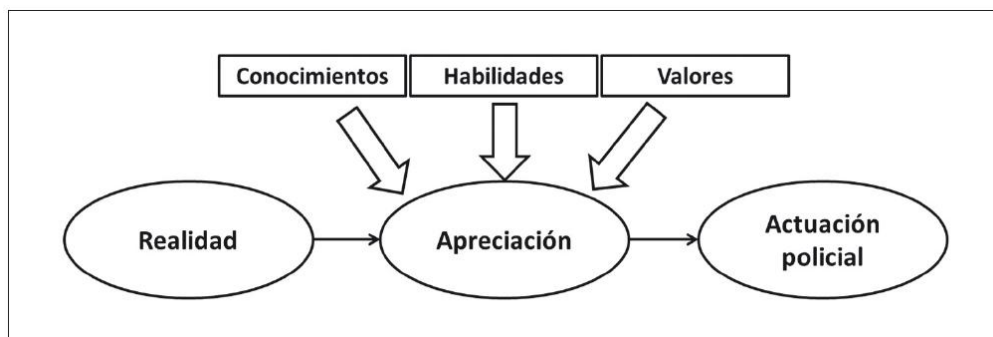 Conocimientos
Habilidades
Valores
Realidad
Apreciación
Actuación
policial